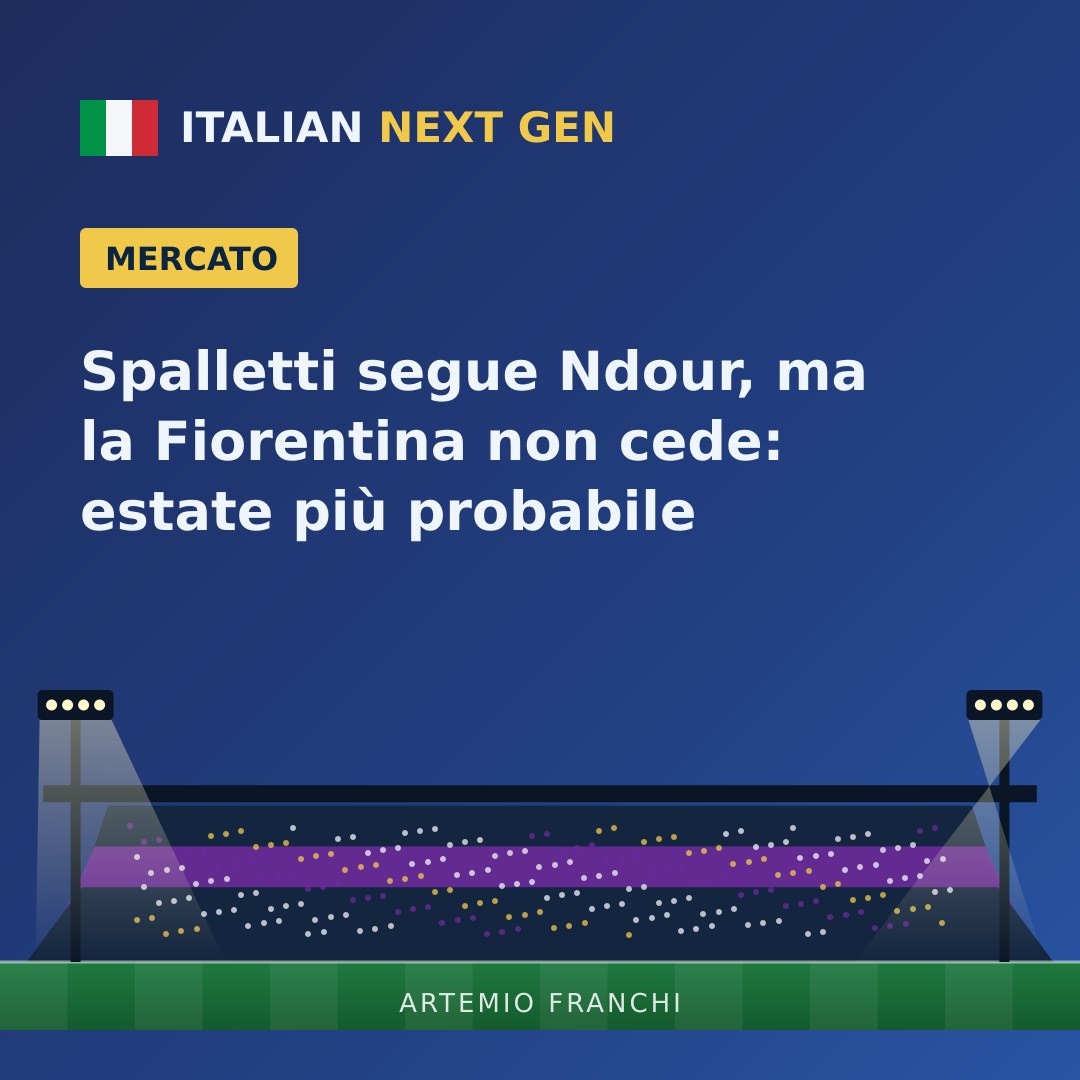 ITALIAN NEXT GEN
MERCATO
Spalletti segue Ndour, ma
la Fiorentina non cede:
estate più probabile
ARTEMIO FRANCHI